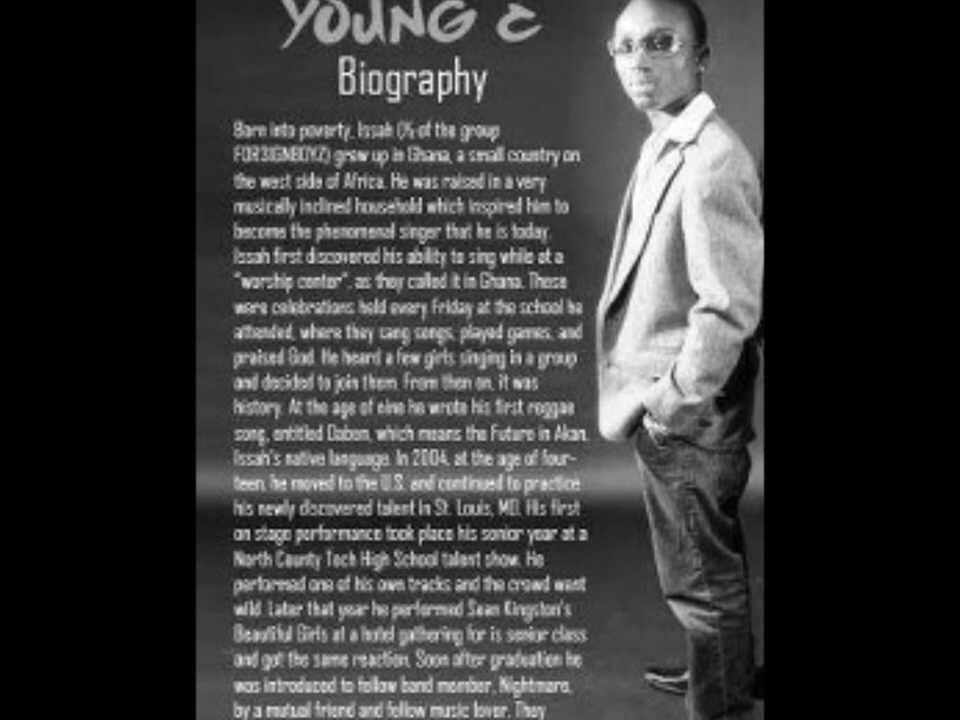 YOUNG C
Biography
Born into poverty, Issah (½ of the group
FOR3IGNBOYZ) grew up in Ghana, a small country on
the west side of Africa. He was raised in a very
musically inclined household which inspired him to
become the phenomenal singer that he is today.
Issah first discovered his ability to sing while at a
"worship center", as they called it in Ghana. These
were celebrations held every Friday at the school he
attended, where they sang songs, played games, and
praised God. He heard a few girls singing in a group
and decided to join them. From then on, it was
history. At the age of nine he wrote his first reggae
song, entitled Daben, which means the Future in Akan,
Issah's native language. In 2004, at the age of four-
teen, he moved to the U.S. and continued to practice
his newly discovered talent in St. Louis, MO. His first
on stage performance took place his senior year at a
North County Tech High School talent show. He
performed one of his own tracks and the crowd went
wild. Later that year he performed Sean Kingston's
Beautiful Girls at a hotel gathering for is senior class
and got the same reaction. Soon after graduation he
was introduced to fellow band member, Nightmare,
by a mutual friend and fellow music lover. They